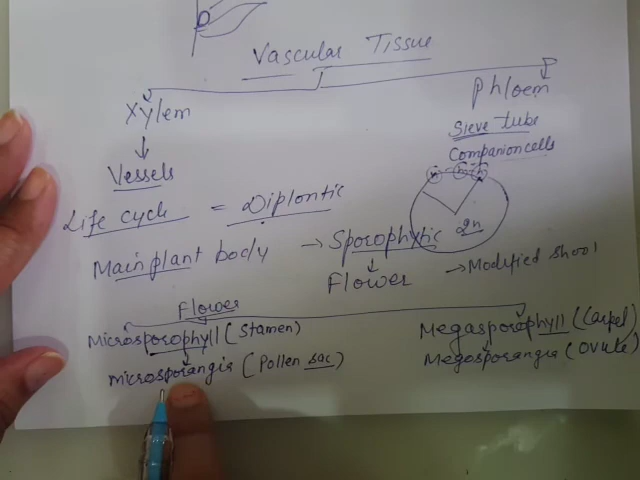 Vascular Tissue
Xylem
Phloem
Sieve tube
Companion cells
Vessels
Life cycle = Diplontic
2n
Main plant body → Sporophytic
Flower → Modified shoot
Flower
Microsporophyll (Stamen)
Megasporophyll (Carpel)
microsporangia (Pollen sac)
Megasporangia (Ovule)